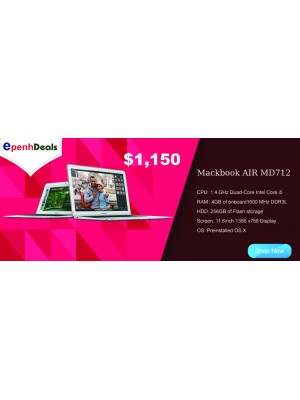 epenhDeals
$1,150
Mackbook AIR MD712
CPU: 1.4 GHz Duad-Core Intel Core i5
RAM: 4GB of onboard1600 MHz DDR3L
HDD: 256GB of Flash storage
Screen: 11.6inch 1366 x768 Display
OS: Preinstalled OS X
Shop Now